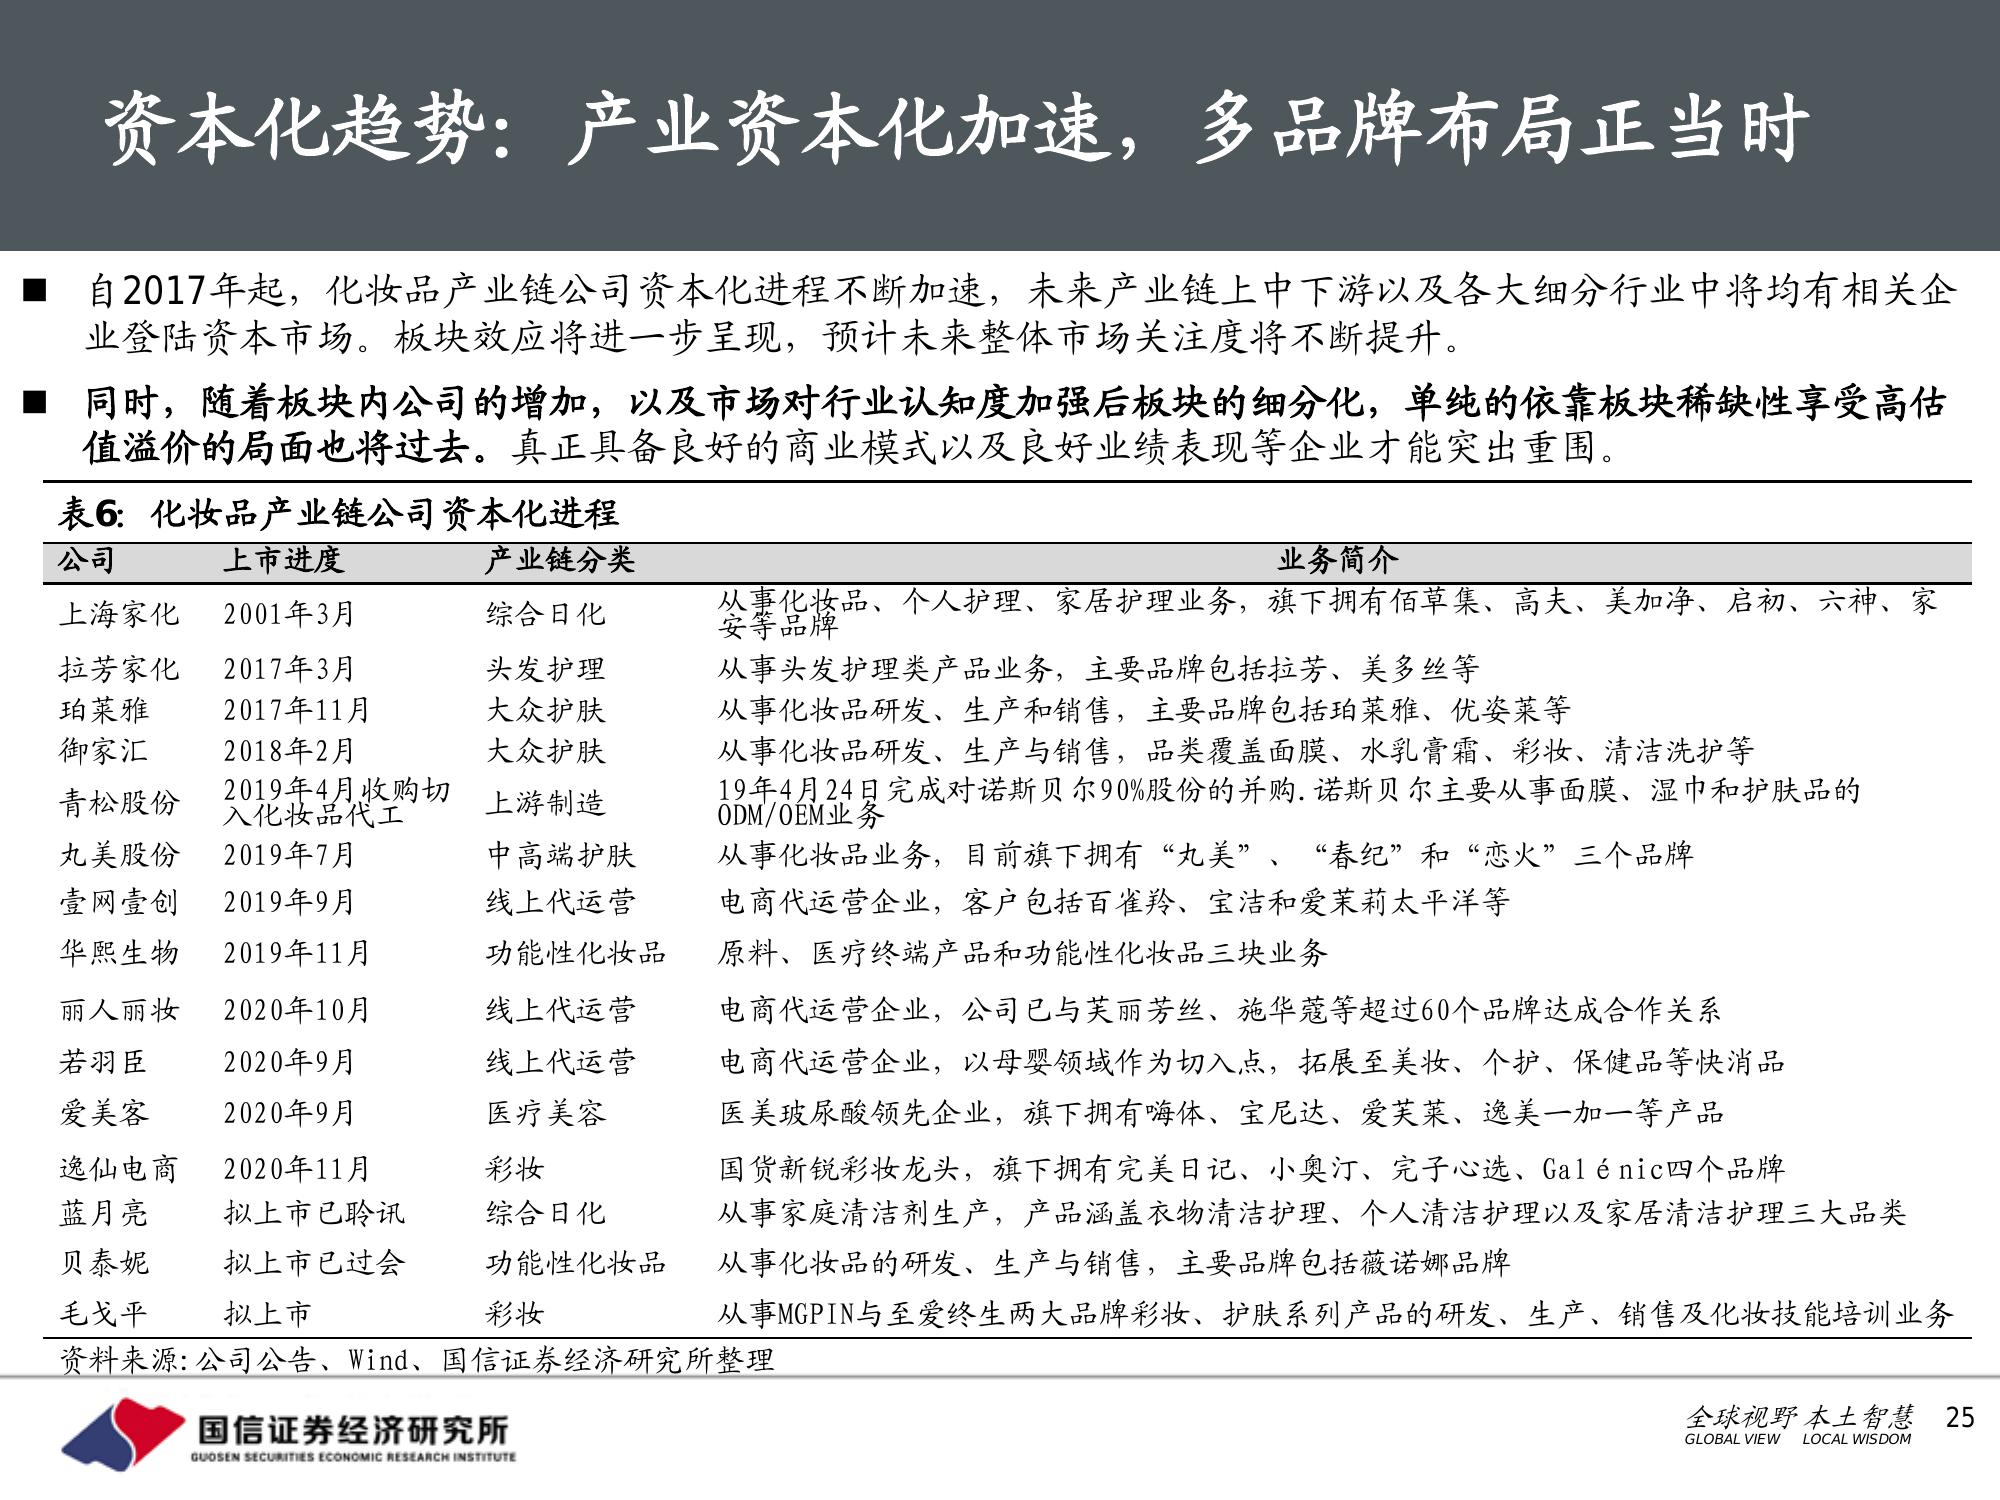 资本化趋势：产业资本化加速，多品牌布局正当时
■ 自2017年起，化妆品产业链公司资本化进程不断加速，未来产业链上中下游以及各大细分行业中将均有相关企
业登陆资本市场。板块效应将进一步呈现，预计未来整体市场关注度将不断提升。
■ 同时，随着板块内公司的增加，以及市场对行业认知度加强后板块的细分化，单纯的依靠板块稀缺性享受高估
值溢价的局面也将过去。真正具备良好的商业模式以及良好业绩表现等企业才能突出重围。
表6：化妆品产业链公司资本化进程
公司 上市进度 产业链分类 业务简介
上海家化 2001年3月 综合日化 从事化妆品、个人护理、家居护理业务，旗下拥有佰草集、高夫、美加净、启初、六神、家
安等品牌
拉芳家化 2017年3月 头发护理 从事头发护理类产品业务，主要品牌包括拉芳、美多丝等
珀莱雅 2017年11月 大众护肤 从事化妆品研发、生产和销售，主要品牌包括珀莱雅、优姿莱等
御家汇 2018年2月 大众护肤 从事化妆品研发、生产与销售，品类覆盖面膜、水乳膏霜、彩妆、清洁洗护等
青松股份 2019年4月收购切
入化妆品代工 上游制造 19年4月24日完成对诺斯贝尔90%股份的并购.诺斯贝尔主要从事面膜、湿巾和护肤品的
ODM/OEM业务
丸美股份 2019年7月 中高端护肤 从事化妆品业务，目前旗下拥有“丸美”、“春纪”和“恋火”三个品牌
壹网壹创 2019年9月 线上代运营 电商代运营企业，客户包括百雀羚、宝洁和爱茉莉太平洋等
华熙生物 2019年11月 功能性化妆品 原料、医疗终端产品和功能性化妆品三块业务
丽人丽妆 2020年10月 线上代运营 电商代运营企业，公司已与芙丽芳丝、施华蔻等超过60个品牌达成合作关系
若羽臣 2020年9月 线上代运营 电商代运营企业，以母婴领域作为切入点，拓展至美妆、个护、保健品等快消品
爱美客 2020年9月 医疗美容 医美玻尿酸领先企业，旗下拥有嗨体、宝尼达、爱芙莱、逸美一加一等产品
逸仙电商 2020年11月 彩妆 国货新锐彩妆龙头，旗下拥有完美日记、小奥汀、完子心选、Galénic四个品牌
蓝月亮 拟上市已聆讯 综合日化 从事家庭清洁剂生产，产品涵盖衣物清洁护理、个人清洁护理以及家居清洁护理三大品类
贝泰妮 拟上市已过会 功能性化妆品 从事化妆品的研发、生产与销售，主要品牌包括薇诺娜品牌
毛戈平 拟上市 彩妆 从事MGPIN与至爱终生两大品牌彩妆、护肤系列产品的研发、生产、销售及化妆技能培训业务
资料来源:公司公告、Wind、国信证券经济研究所整理
国信证券经济研究所
GUOSEN SECURITIES ECONOMIC RESEARCH INSTITUTE
全球视野 本土智慧
GLOBAL VIEW LOCAL WISDOM
25